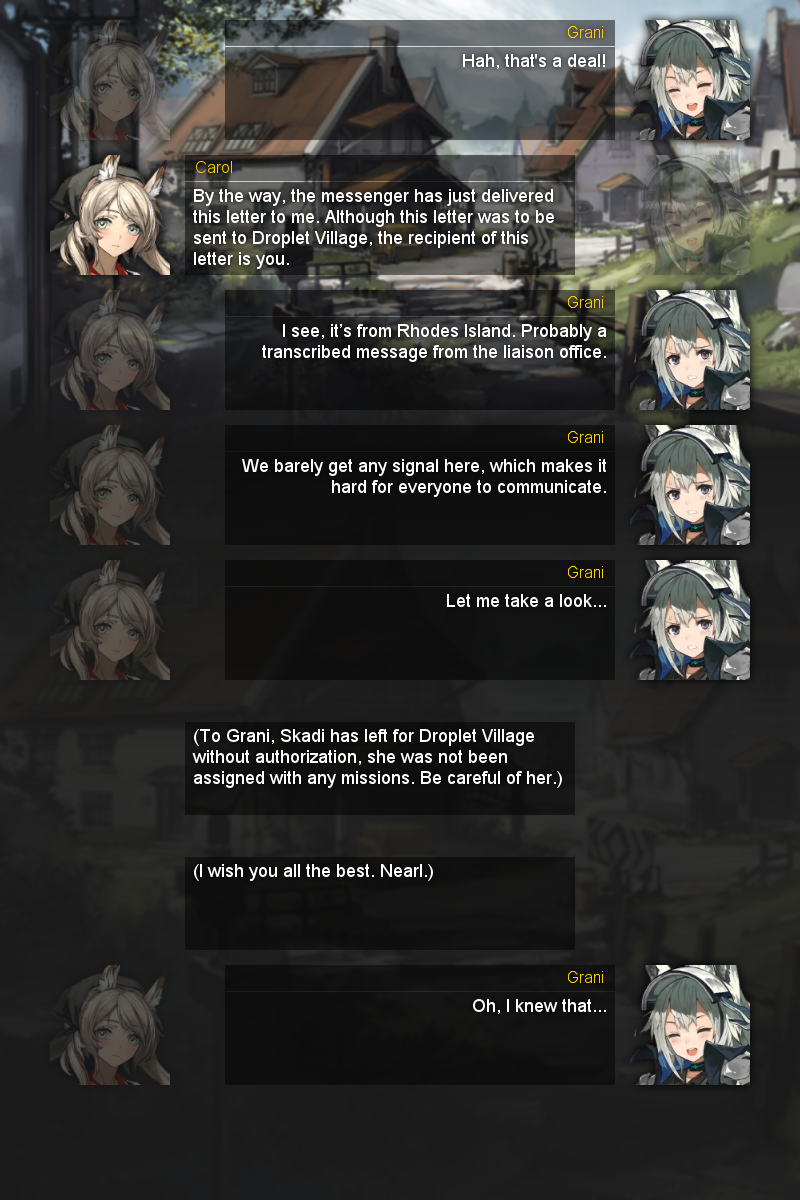 Grani
Hah, that's a deal!
Carol
By the way, the messenger has just delivered
this letter to me. Although this letter was to be
sent to Droplet Village, the recipient of this
letter is you.
Grani
I see, it’s from Rhodes Island. Probably a
transcribed message from the liaison office.
Grani
We barely get any signal here, which makes it
hard for everyone to communicate.
Grani
Let me take a look...
(To Grani, Skadi has left for Droplet Village
without authorization, she was not been
assigned with any missions. Be careful of her.)
(I wish you all the best. Nearl.)
Grani
Oh, I knew that...